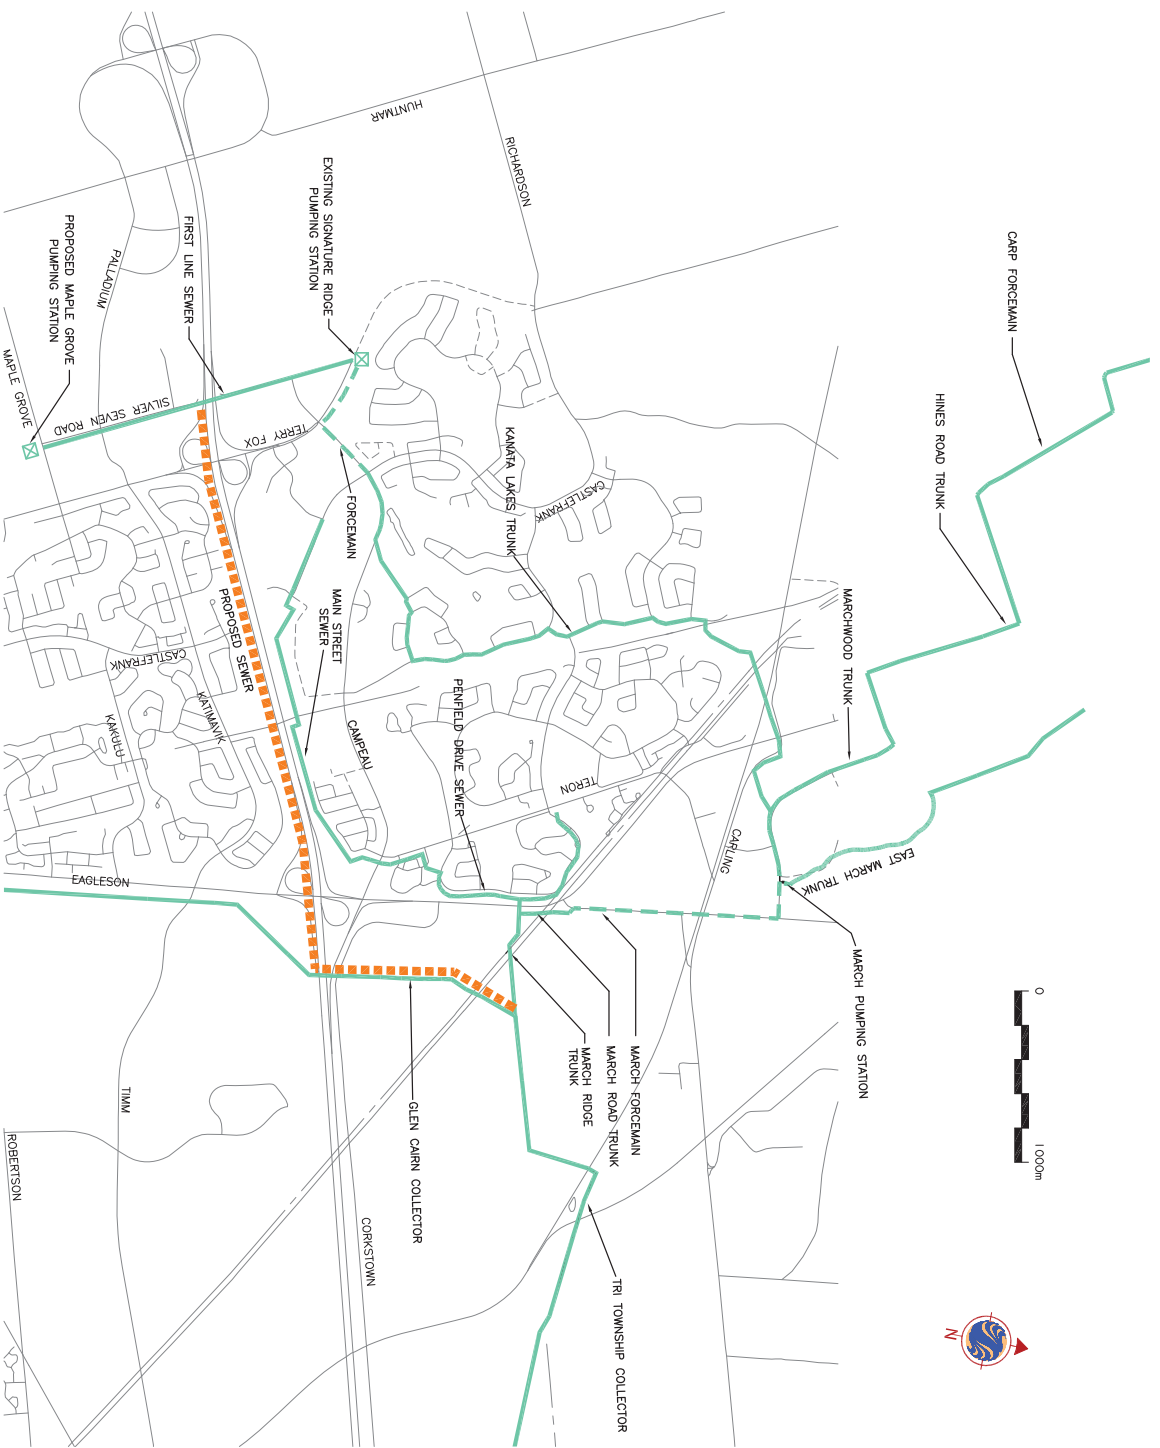 HUNTMAR
RICHARDSON
EXISTING SIGNATURE RIDGE
PUMPING STATION
FIRST LINE SEWER
PROPOSED MAPLE GROVE
PUMPING STATION
PALLADIUM
MAPLE GROVE
SILVER SEVEN ROAD
TERRY FOX
CARP FORCEMAIN
HINES ROAD TRUNK
KANATA LAKES TRUNK
CASTLEFRANK
FORCEMAIN
MAIN STREET
SEWER
PROPOSED SEWER
CASTLEFRANK
KATIMAVIK
KAKULU
CAMPEAU
PENFIELD DRIVE SEWER
TERON
MARCHWOOD TRUNK
CARLING
EAST MARCH TRUNK
EAGLESON
MARCH PUMPING STATION
MARCH FORCEMAIN
MARCH ROAD TRUNK
MARCH RIDGE
TRUNK
GLEN CAIRN COLLECTOR
TIMM
ROBERTSON
CORKSTOWN
TRI TOWNSHIP COLLECTOR
0
1000m
N